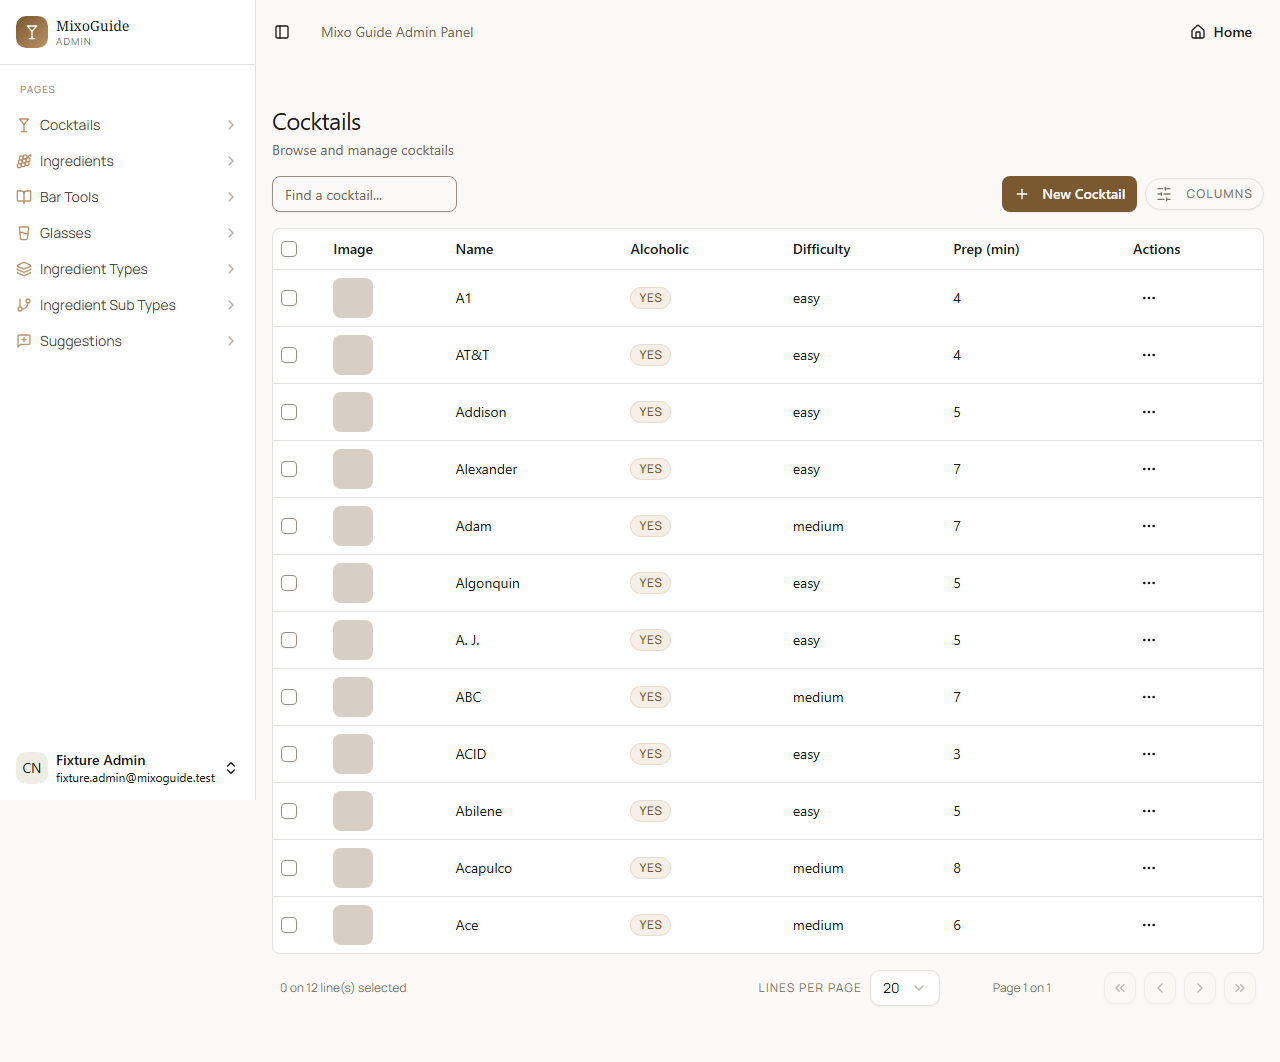 MixoGuide
ADMIN
Mixo Guide Admin Panel
Home
PAGES
Cocktails
Ingredients
Bar Tools
Glasses
Ingredient Types
Ingredient Sub Types
Suggestions
Fixture Admin
CN
fixture.admin@mixoguide.test
Cocktails
Browse and manage cocktails
Find a cocktail...
New Cocktail
COLUMNS
Image Name Alcoholic Difficulty Prep (min) Actions
A1 YES easy 4
AT&T YES easy 4
Addison YES easy 5
Alexander YES easy 7
Adam YES medium 7
Algonquin YES easy 5
A. J. YES easy 5
ABC YES medium 7
ACID YES easy 3
Abilene YES easy 5
Acapulco YES medium 8
Ace YES medium 6
0 on 12 line(s) selected
LINES PER PAGE 20
Page 1 on 1